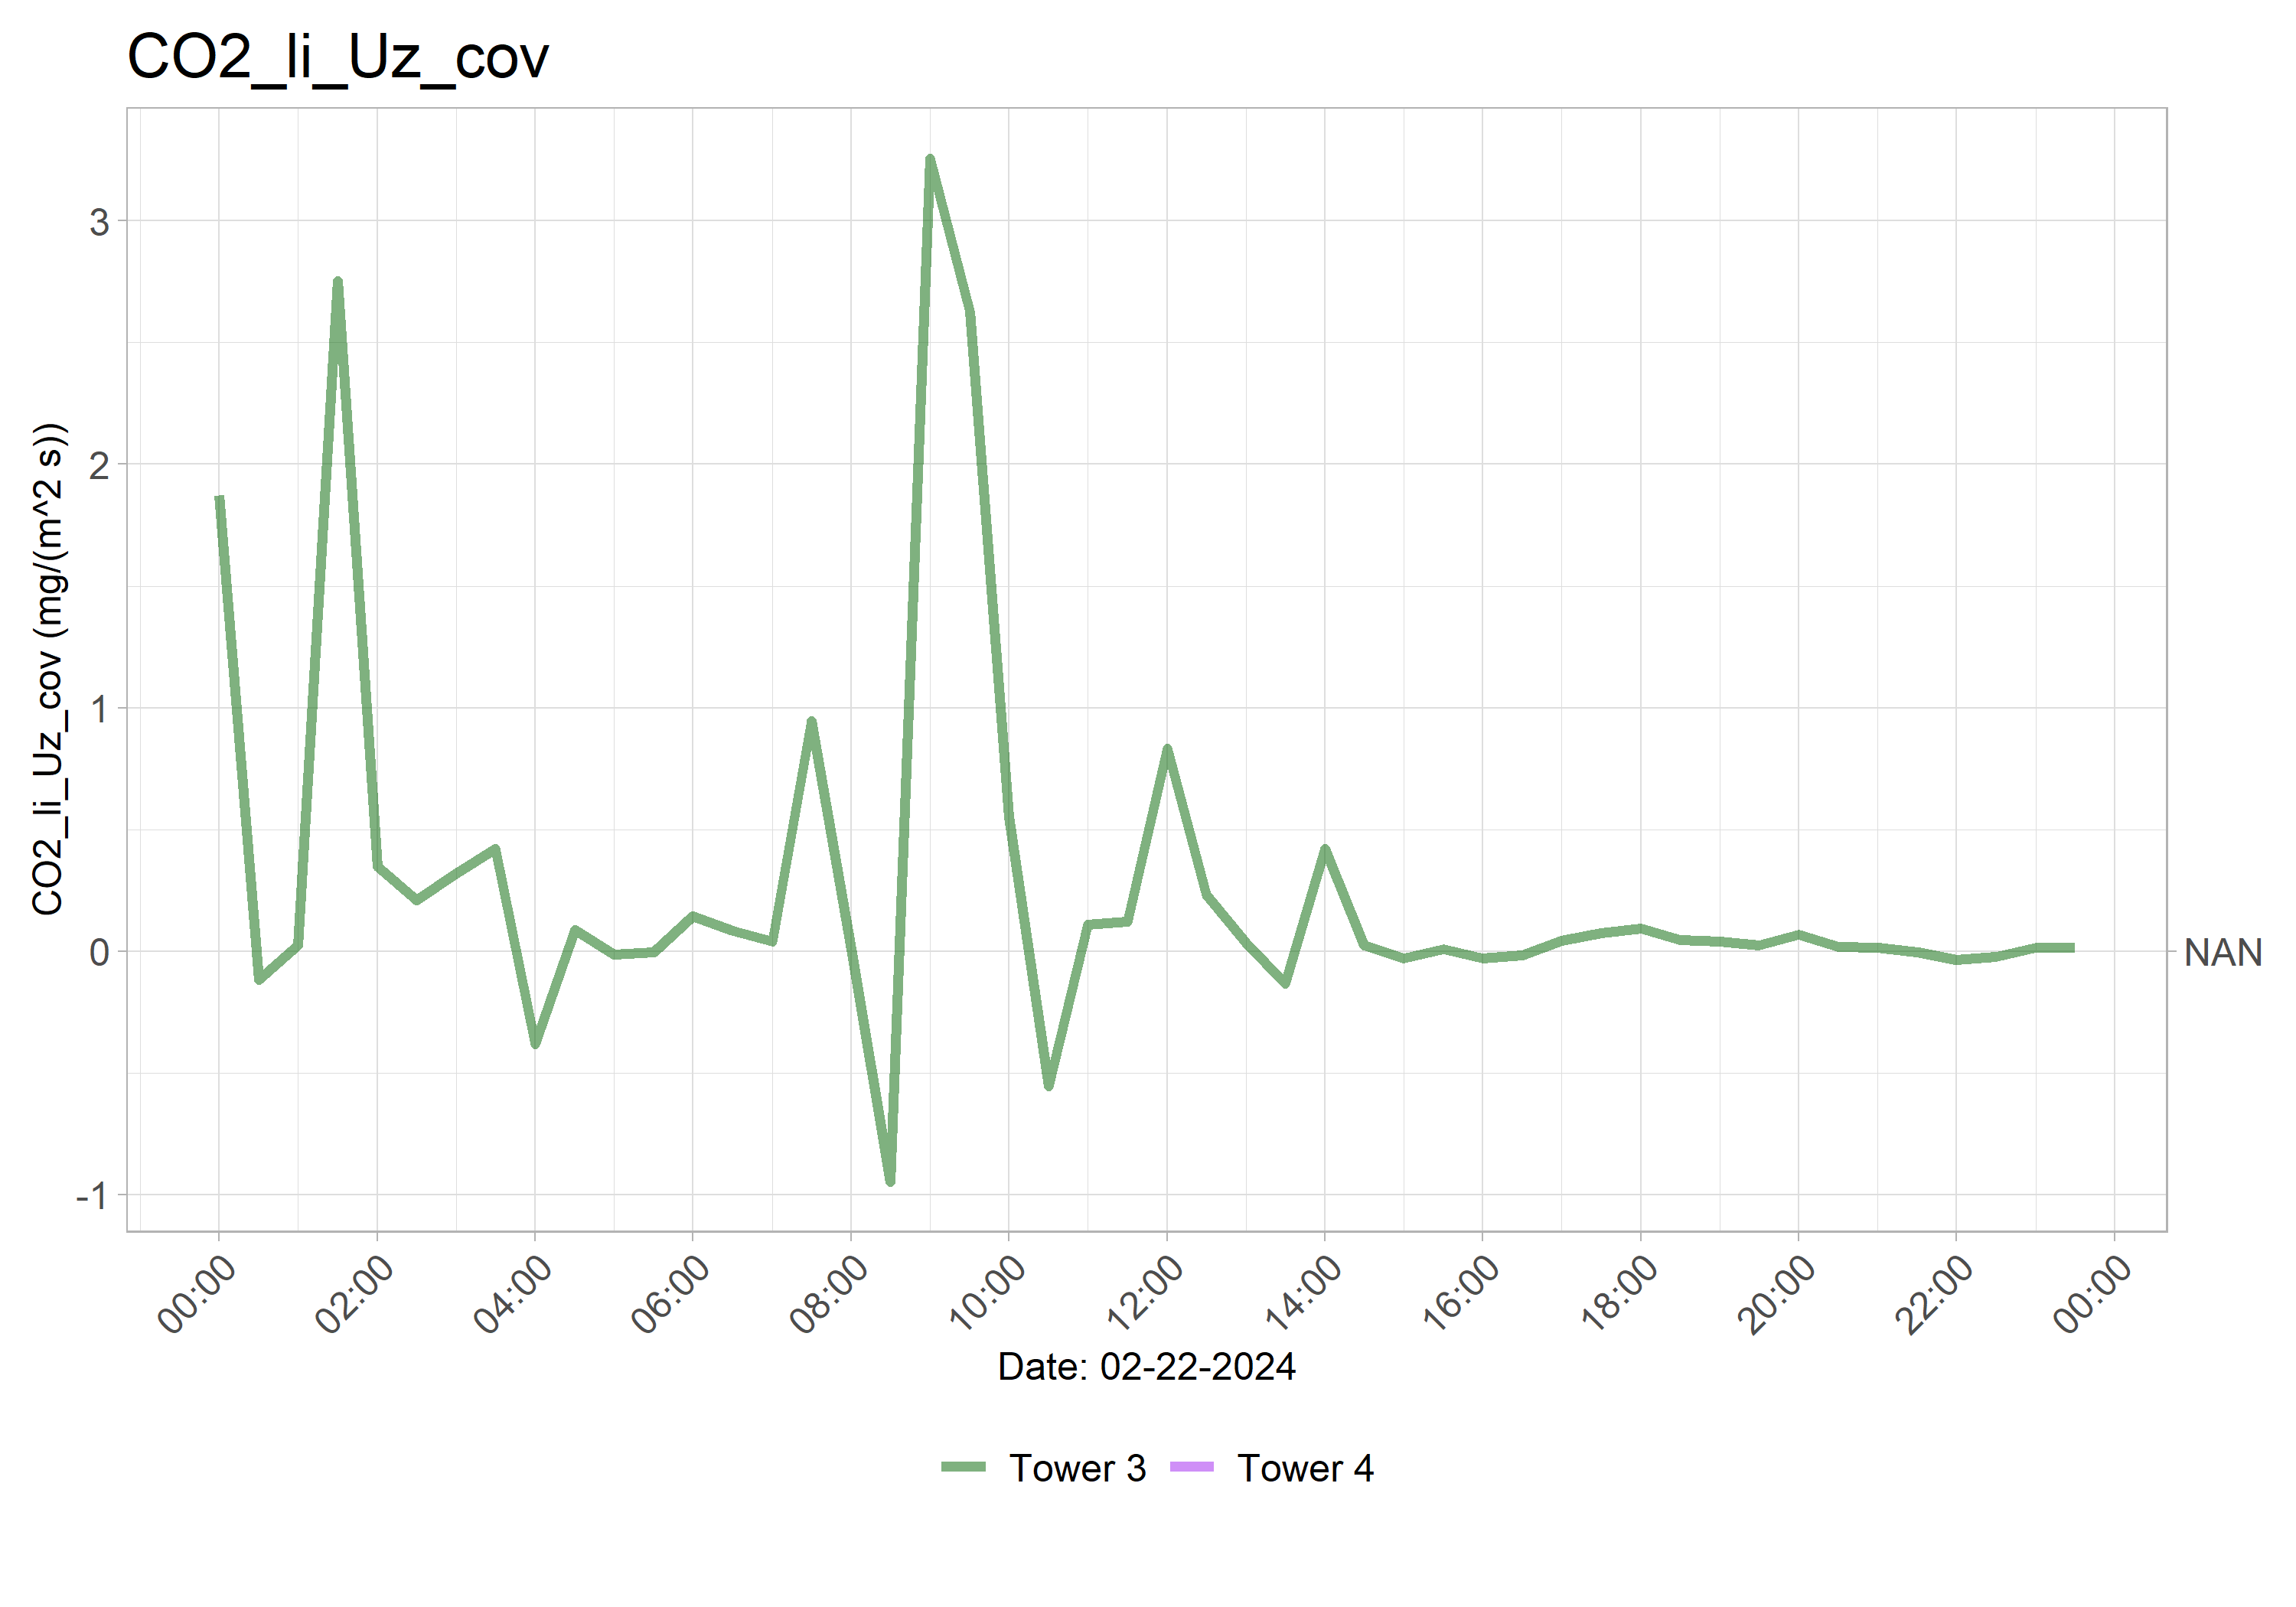 CO2_li_Uz_cov
CO2_li_Uz_cov (mg/(m^2 s))
3
2
1
0
-1
NAN
00:00 02:00 04:00 06:00 08:00 10:00 12:00 14:00 16:00 18:00 20:00 22:00 00:00
Date: 02-22-2024
Tower 3 Tower 4